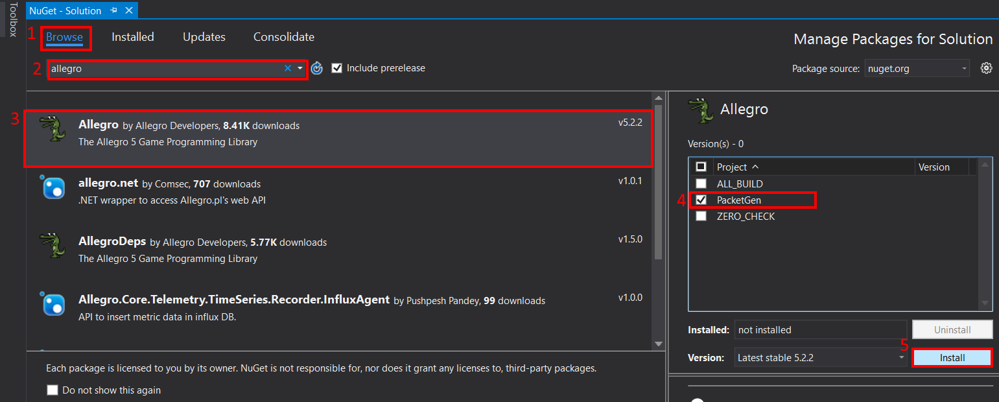 Toolbox
NuGet - Solution
1 Browse Installed Updates Consolidate
Manage Packages for Solution
2 allegro Include prerelease
Package source: nuget.org
3 Allegro by Allegro Developers, 8.41K downloads v5.2.2
The Allegro 5 Game Programming Library
allegro.net by Comsec, 707 downloads v1.0.1
.NET wrapper to access Allegro.pl's web API
AllegroDeps by Allegro Developers, 5.77K downloads v1.5.0
The Allegro 5 Game Programming Library
Allegro.Core.Telemetry.TimeSeries.Recorder.InfluxAgent by Pushpesh Pandey, 99 downloads v1.0.0
API to insert metric data in influx DB.
Each package is licensed to you by its owner. NuGet is not responsible for, nor does it grant any licenses to, third-party packages.
Do not show this again
Allegro
Version(s) - 0
Project Version
ALL_BUILD
4 PacketGen
ZERO_CHECK
Installed: not installed Uninstall
Version: Latest stable 5.2.2 5 Install